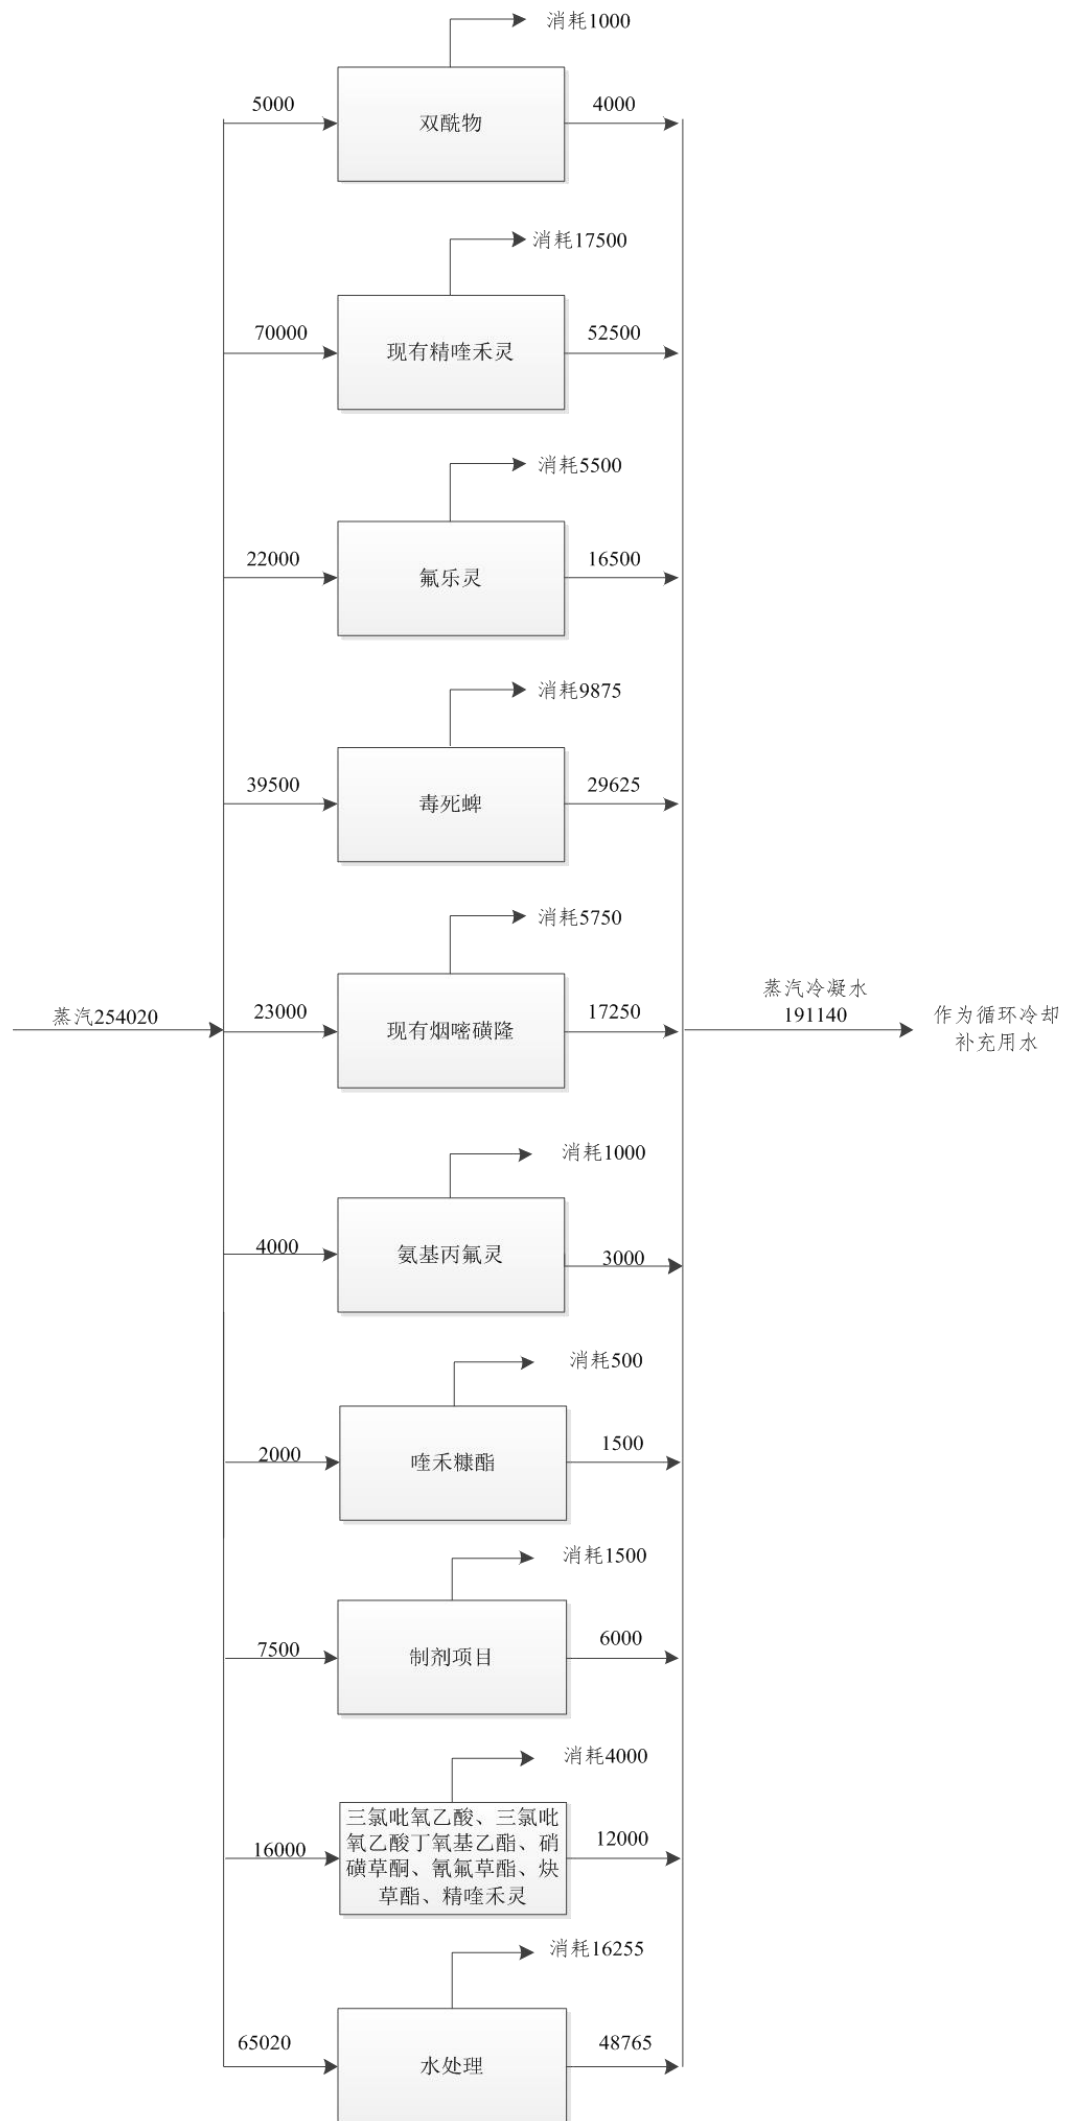 消耗1000
5000
双酰物
4000
消耗17500
70000
现有精喹禾灵
52500
消耗5500
22000
氟乐灵
16500
消耗9875
39500
毒死蜱
29625
消耗5750
蒸汽254020
23000
现有烟嘧磺隆
17250
蒸汽冷凝水
191140
作为循环冷却
补充用水
消耗1000
4000
氨基丙氟灵
3000
消耗500
2000
喹禾糠酯
1500
消耗1500
7500
制剂项目
6000
消耗4000
16000
三氯吡氧乙酸、三氯吡
氧乙酸丁氧基乙酯、硝
磺草酮、氰氟草酯、炔
草酯、精喹禾灵
12000
消耗16255
65020
水处理
48765